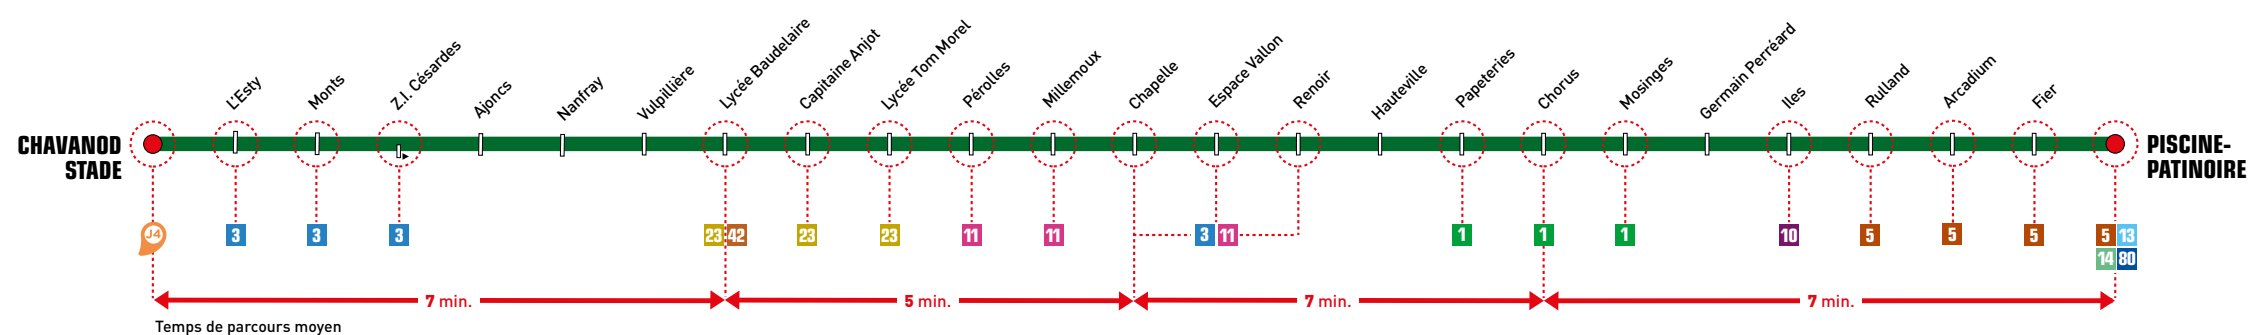 L'Esty
Monts
Z.I. Césardes
Ajoncs
Nanfray
Vulpillière
Lycée Baudelaire
Capitaine Anjot
Lycée Tom Morel
Pérolles
Millemoux
Chapelle
Espace Vallon
Renoir
Hauteville
Papeteries
Chorus
Mosinges
Germain Perréard
Iles
Rulland
Arcadium
Fier
CHAVANOD
STADE
PISCINE-
PATINOIRE
J4
3
3
3
23 42
23
23
11
11
3 11
1
1
1
10
5
5
5
5 13
14 80
7 min.
5 min.
7 min.
7 min.
Temps de parcours moyen